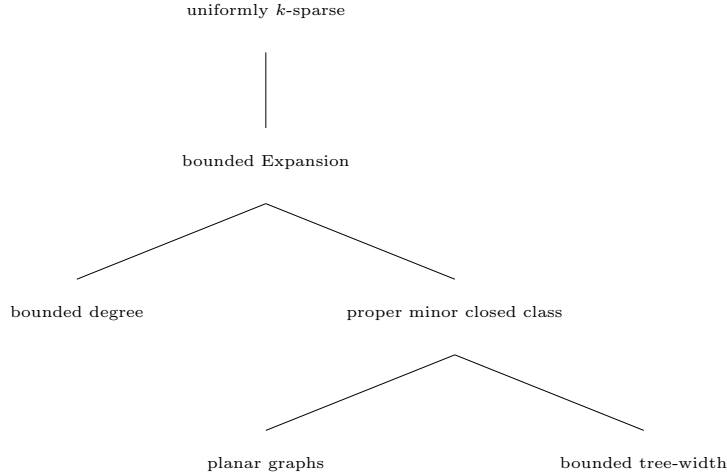 uniformly k-sparse
bounded Expansion
bounded degree
proper minor closed class
planar graphs
bounded tree-width